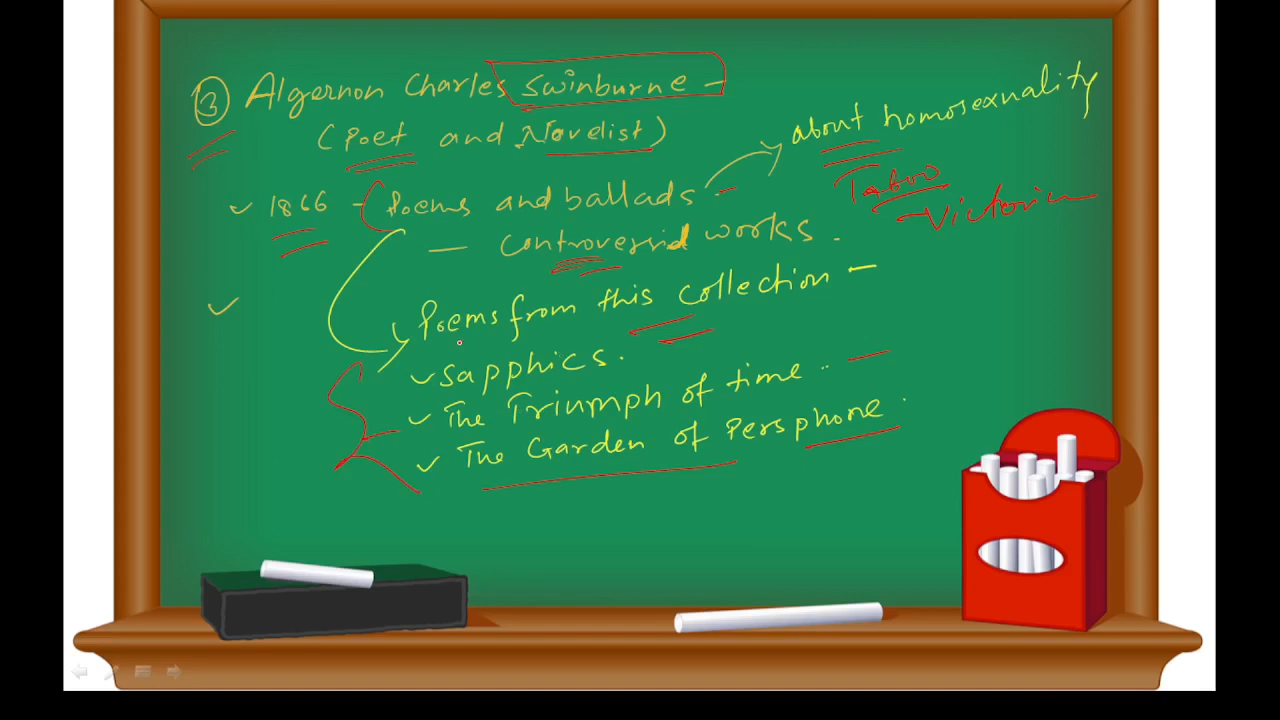 3 Algernon Charles Swinburne -
(Poet and Novelist)
about homosexuality
Taboo
Victorian
1866 - Poems and ballads -
- Controversial works.
Poems from this collection -
Sapphics.
The Triumph of time..
The Garden of Persphone.